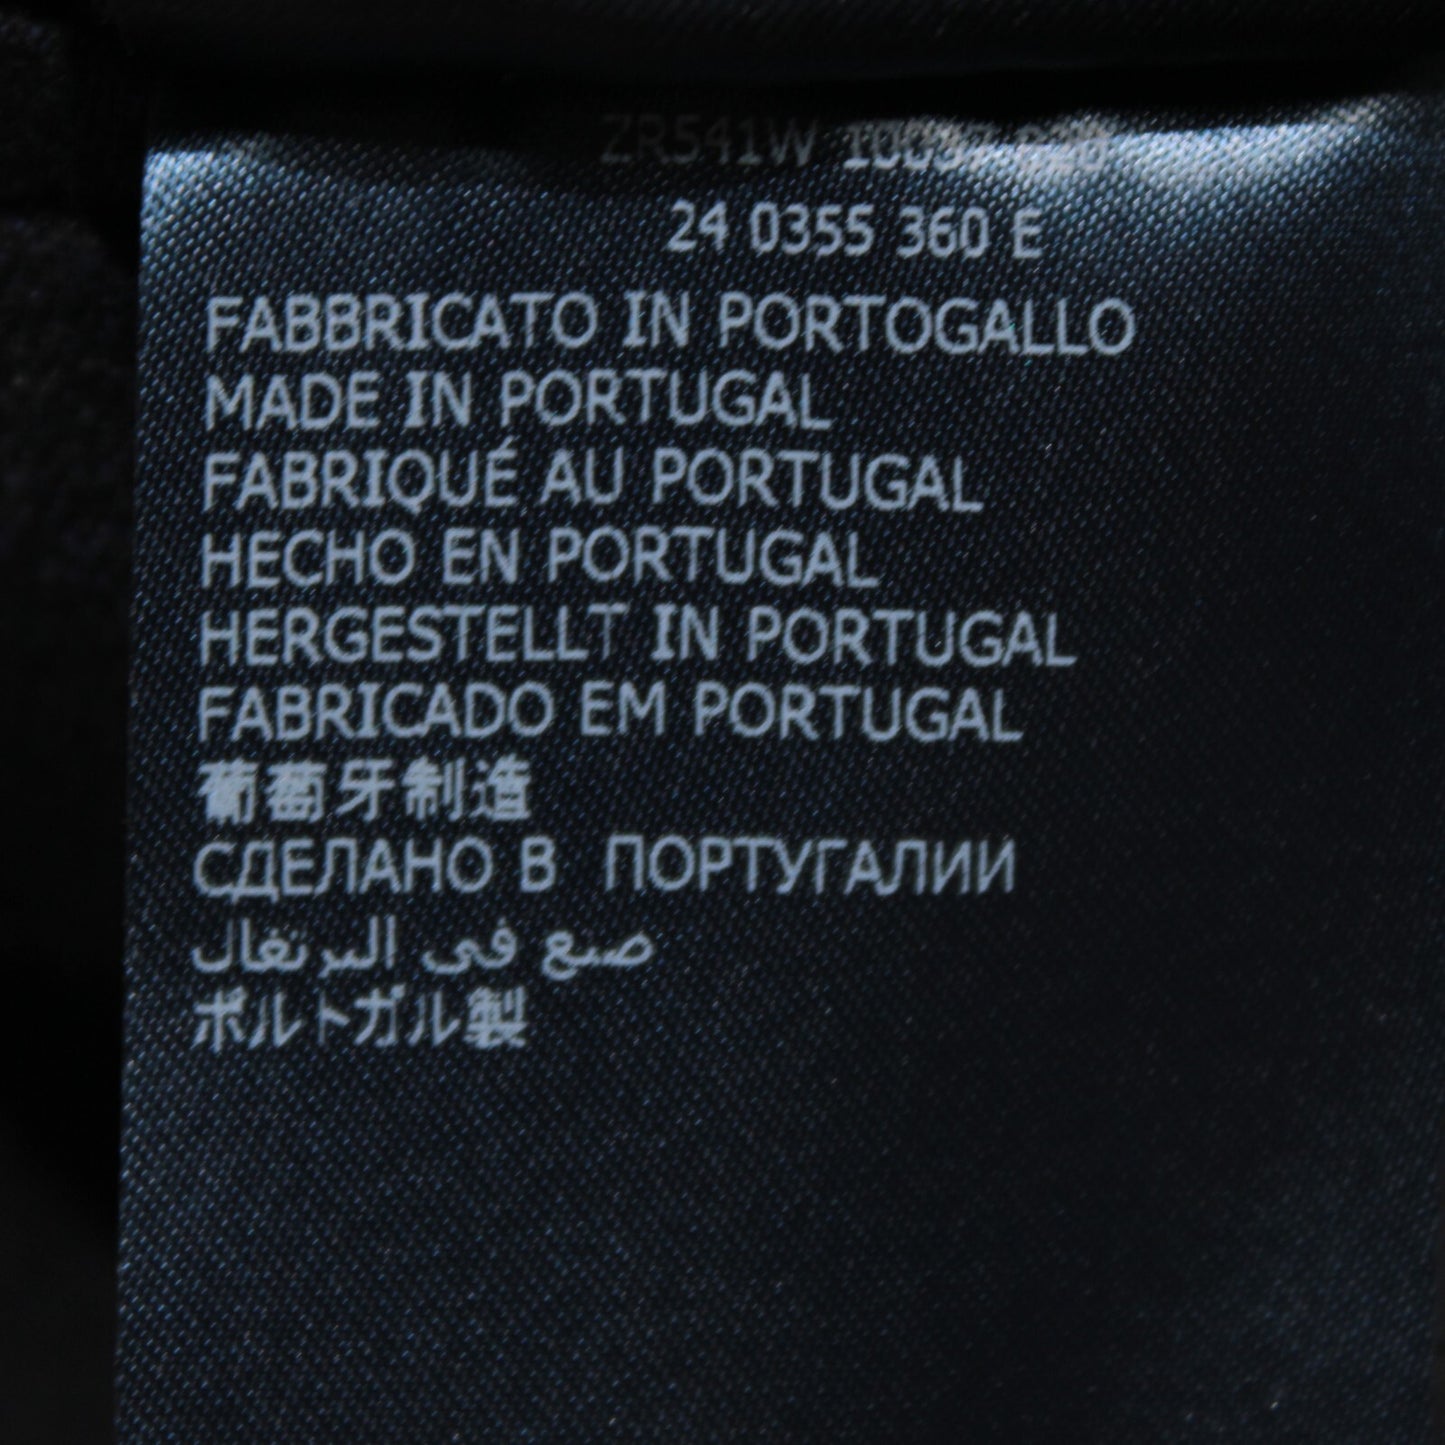 ZR541W
24 0355 360 E
FABBRICATO IN PORTOGALLO
MADE IN PORTUGAL
FABRIQUÉ AU PORTUGAL
HECHO EN PORTUGAL
HERGESTELLT IN PORTUGAL
FABRICADO EM PORTUGAL
葡萄牙制造
СДЕЛАНО В ПОРТУГАЛИИ
صنع فى البرتغال
ポルトガル製